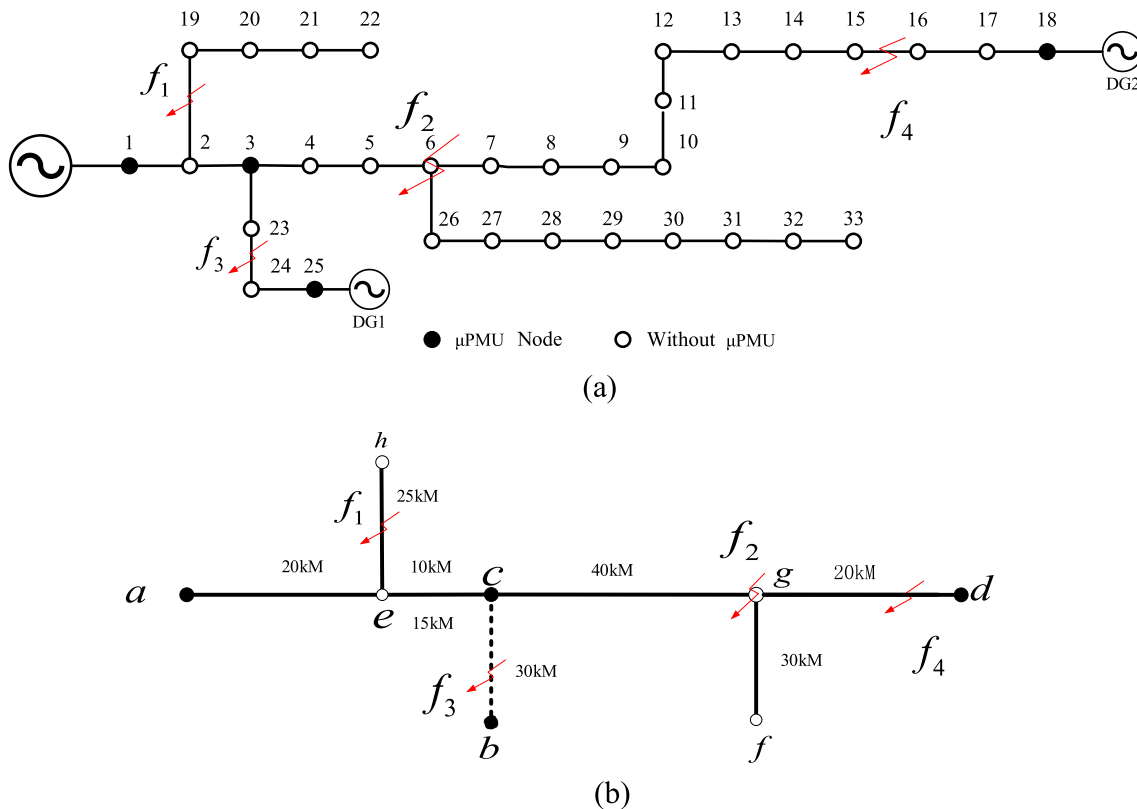 19 20 21 22
12 13 14 15 16 17 18
DG2
f1
f2
f4
11
1 2 3 4 5 6 7 8 9 10
23
26 27 28 29 30 31 32 33
f3
24 25
DG1
μPMU Node
Without μPMU
(a)
h
25kM
f1
f2
20kM 10kM c 40kM g 20kM
a e d
15kM
f4
f3 30kM 30kM
b f
(b)